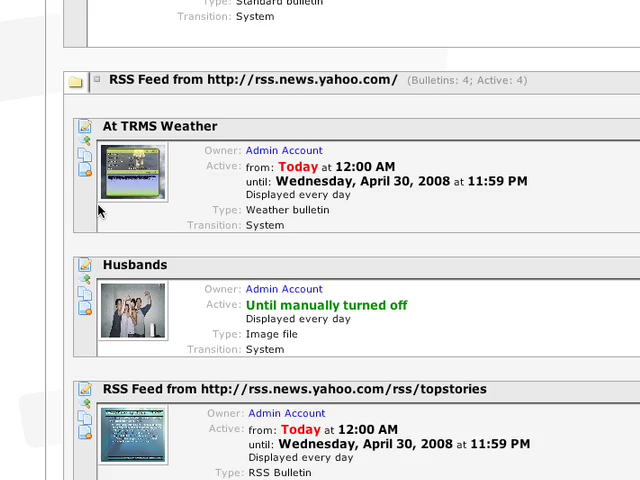 Type: Standard bulletin
Transition: System
RSS Feed from http://rss.news.yahoo.com/ (Bulletins: 4; Active: 4)
At TRMS Weather
Owner: Admin Account
Active: from: Today at 12:00 AM
until: Wednesday, April 30, 2008 at 11:59 PM
Displayed every day
Type: Weather bulletin
Transition: System
Husbands
Owner: Admin Account
Active: Until manually turned off
Displayed every day
Type: Image file
Transition: System
RSS Feed from http://rss.news.yahoo.com/rss/topstories
Owner: Admin Account
Active: from: Today at 12:00 AM
until: Wednesday, April 30, 2008 at 11:59 PM
Displayed every day
Type: RSS Bulletin